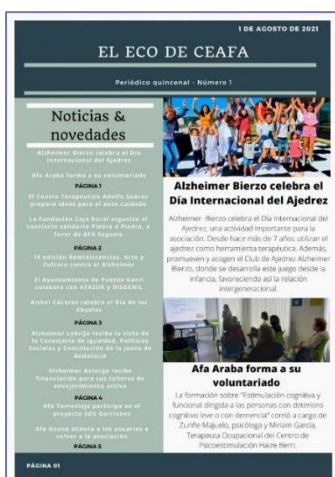 1 DE AGOSTO DE 2021
EL ECO DE CEAFA
Periódico quincenal - Número 1
Noticias &
novedades
Alzheimer Bierzo celebra el Día
Internacional del Ajedrez
Afa Araba forma a su voluntariado
PÁGINA 1
El Centro Terapéutico Adolfo Suárez
prepara ideas para el auto cuidado
La Fundación Caja Rural organiza el
concierto solidario Piedra a Piedra, a
favor de AFA Segovia
PÁGINA 2
IX edición Reminiscencias, Arte y
Cultura contra el Alzheimer
El Ayuntamiento de Puente Genil
colabora con AFASUR y DISGENIL
Alzhei Cáceres celebra el Día de los
Abuelos
PÁGINA 3
Alzheimer Lebrija recibe la visita de
la Consejería de Igualdad, Políticas
Sociales y Conciliación de la Junta de
Andalucía
Alzheimer Astorga recibe
financiación para sus talleres de
envejecimiento activo
PÁGINA 4
Afa Torrevieja participa en el
proyecto SOS Gorriones
Afa Osuna alienta a los usuarios a
volver a la asociación
PÁGINA 5
Alzheimer Bierzo celebra el
Día Internacional del Ajedrez
Alzheimer Bierzo celebra el Día Internacional del
Ajedrez, una actividad importante para la
asociación. Desde hace más de 7 años utilizan el
ajedrez como herramienta terapéutica. Además,
promueven y acogen el Club de Ajedrez Alzheimer
Bierzo, donde se desarrolla este juego desde la
infancia, favoreciendo así la relación
intergeneracional.
Afa Araba forma a su
voluntariado
La formación sobre "Estimulación cognitiva y
funcional dirigida a las personas con deterioro
cognitivo leve o con demencia" corrió a cargo de
Zuriñe Majuelo, psicóloga y Miriam García,
Terapeuta Ocupacional del Centro de
Psicoestimulación Haize Berri.
PÁGINA 01